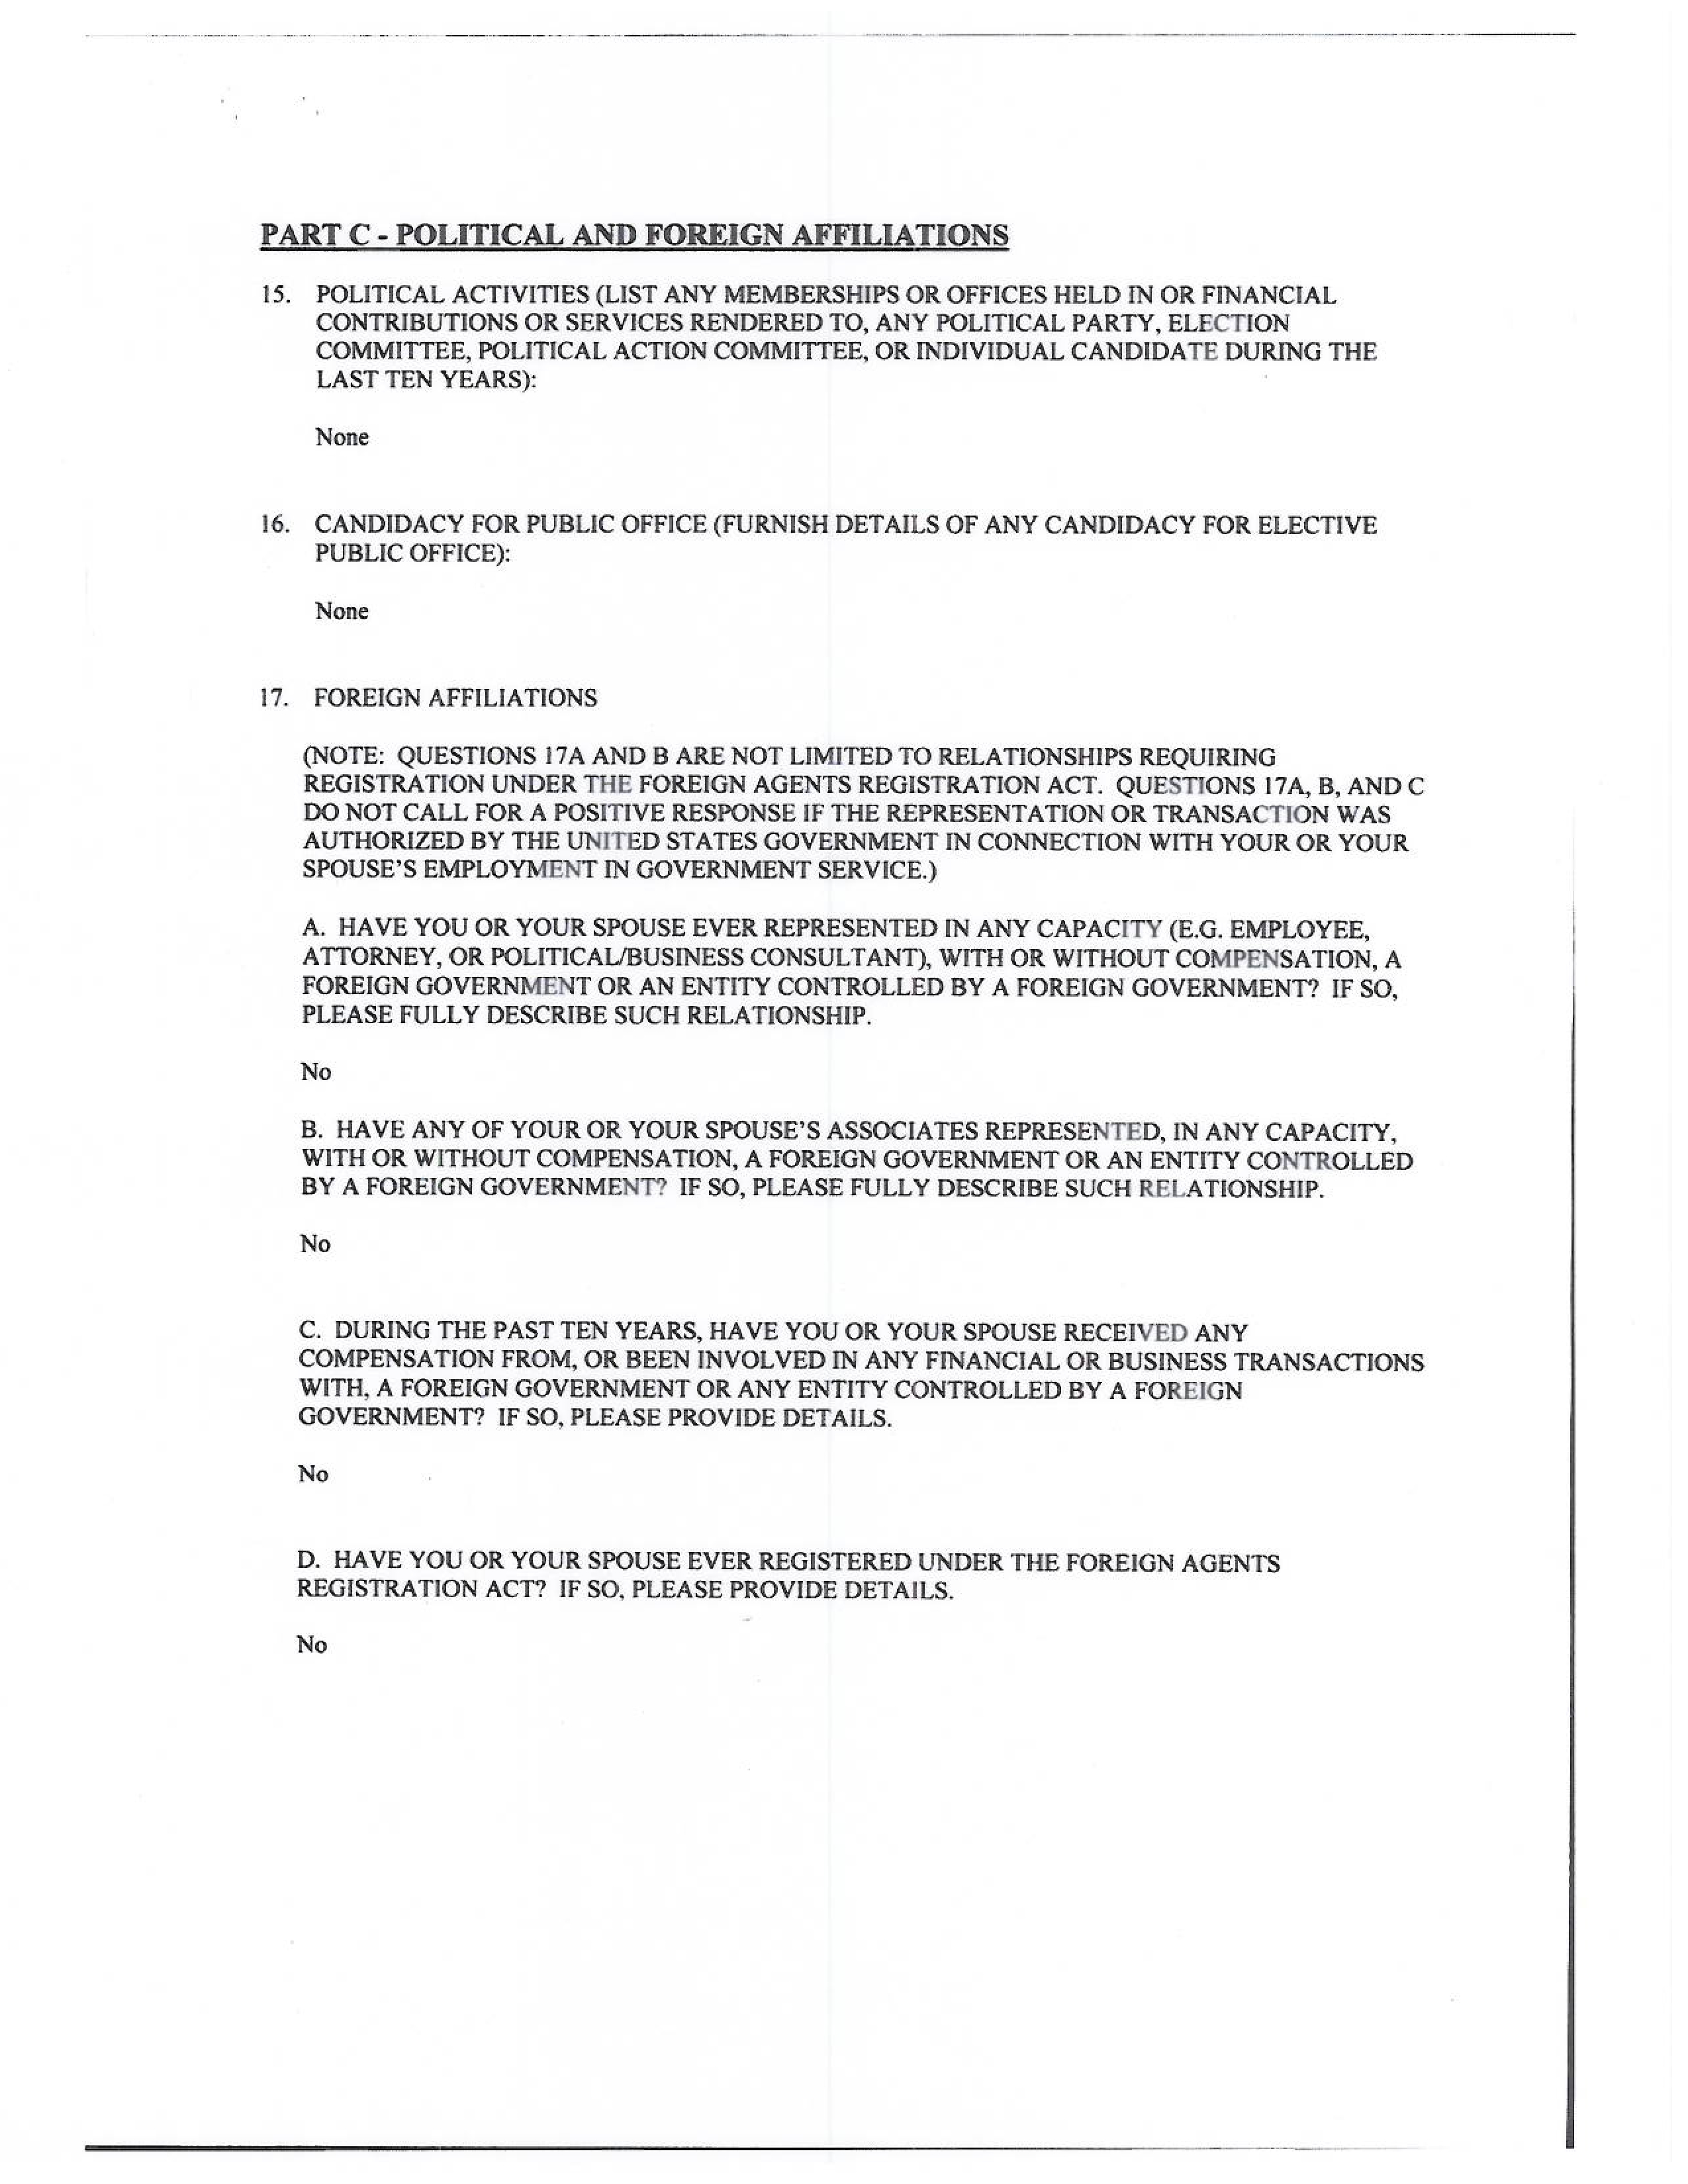 PART C - POLITICAL AND FOREIGN AFFILIATIONS
15. POLITICAL ACTIVITIES (LIST ANY MEMBERSHIPS OR OFFICES HELD IN OR FINANCIAL
CONTRIBUTIONS OR SERVICES RENDERED TO, ANY POLITICAL PARTY, ELECTION
COMMITTEE, POLITICAL ACTION COMMITTEE, OR INDIVIDUAL CANDIDATE DURING THE
LAST TEN YEARS):
None
16. CANDIDACY FOR PUBLIC OFFICE (FURNISH DETAILS OF ANY CANDIDACY FOR ELECTIVE
PUBLIC OFFICE):
None
17. FOREIGN AFFILIATIONS
(NOTE: QUESTIONS 17A AND B ARE NOT LIMITED TO RELATIONSHIPS REQUIRING
REGISTRATION UNDER THE FOREIGN AGENTS REGISTRATION ACT. QUESTIONS 17A, B, AND C
DO NOT CALL FOR A POSITIVE RESPONSE IF THE REPRESENTATION OR TRANSACTION WAS
AUTHORIZED BY THE UNITED STATES GOVERNMENT IN CONNECTION WITH YOUR OR YOUR
SPOUSE'S EMPLOYMENT IN GOVERNMENT SERVICE.)
A. HAVE YOU OR YOUR SPOUSE EVER REPRESENTED IN ANY CAPACITY (E.G. EMPLOYEE,
ATTORNEY, OR POLITICAL/BUSINESS CONSULTANT), WITH OR WITHOUT COMPENSATION, A
FOREIGN GOVERNMENT OR AN ENTITY CONTROLLED BY A FOREIGN GOVERNMENT? IF SO,
PLEASE FULLY DESCRIBE SUCH RELATIONSHIP.
No
B. HAVE ANY OF YOUR OR YOUR SPOUSE'S ASSOCIATES REPRESENTED, IN ANY CAPACITY,
WITH OR WITHOUT COMPENSATION, A FOREIGN GOVERNMENT OR AN ENTITY CONTROLLED
BY A FOREIGN GOVERNMENT? IF SO, PLEASE FULLY DESCRIBE SUCH RELATIONSHIP.
No
C. DURING THE PAST TEN YEARS, HAVE YOU OR YOUR SPOUSE RECEIVED ANY
COMPENSATION FROM, OR BEEN INVOLVED IN ANY FINANCIAL OR BUSINESS TRANSACTIONS
WITH, A FOREIGN GOVERNMENT OR ANY ENTITY CONTROLLED BY A FOREIGN
GOVERNMENT? IF SO, PLEASE PROVIDE DETAILS.
No
D. HAVE YOU OR YOUR SPOUSE EVER REGISTERED UNDER THE FOREIGN AGENTS
REGISTRATION ACT? IF SO, PLEASE PROVIDE DETAILS.
No